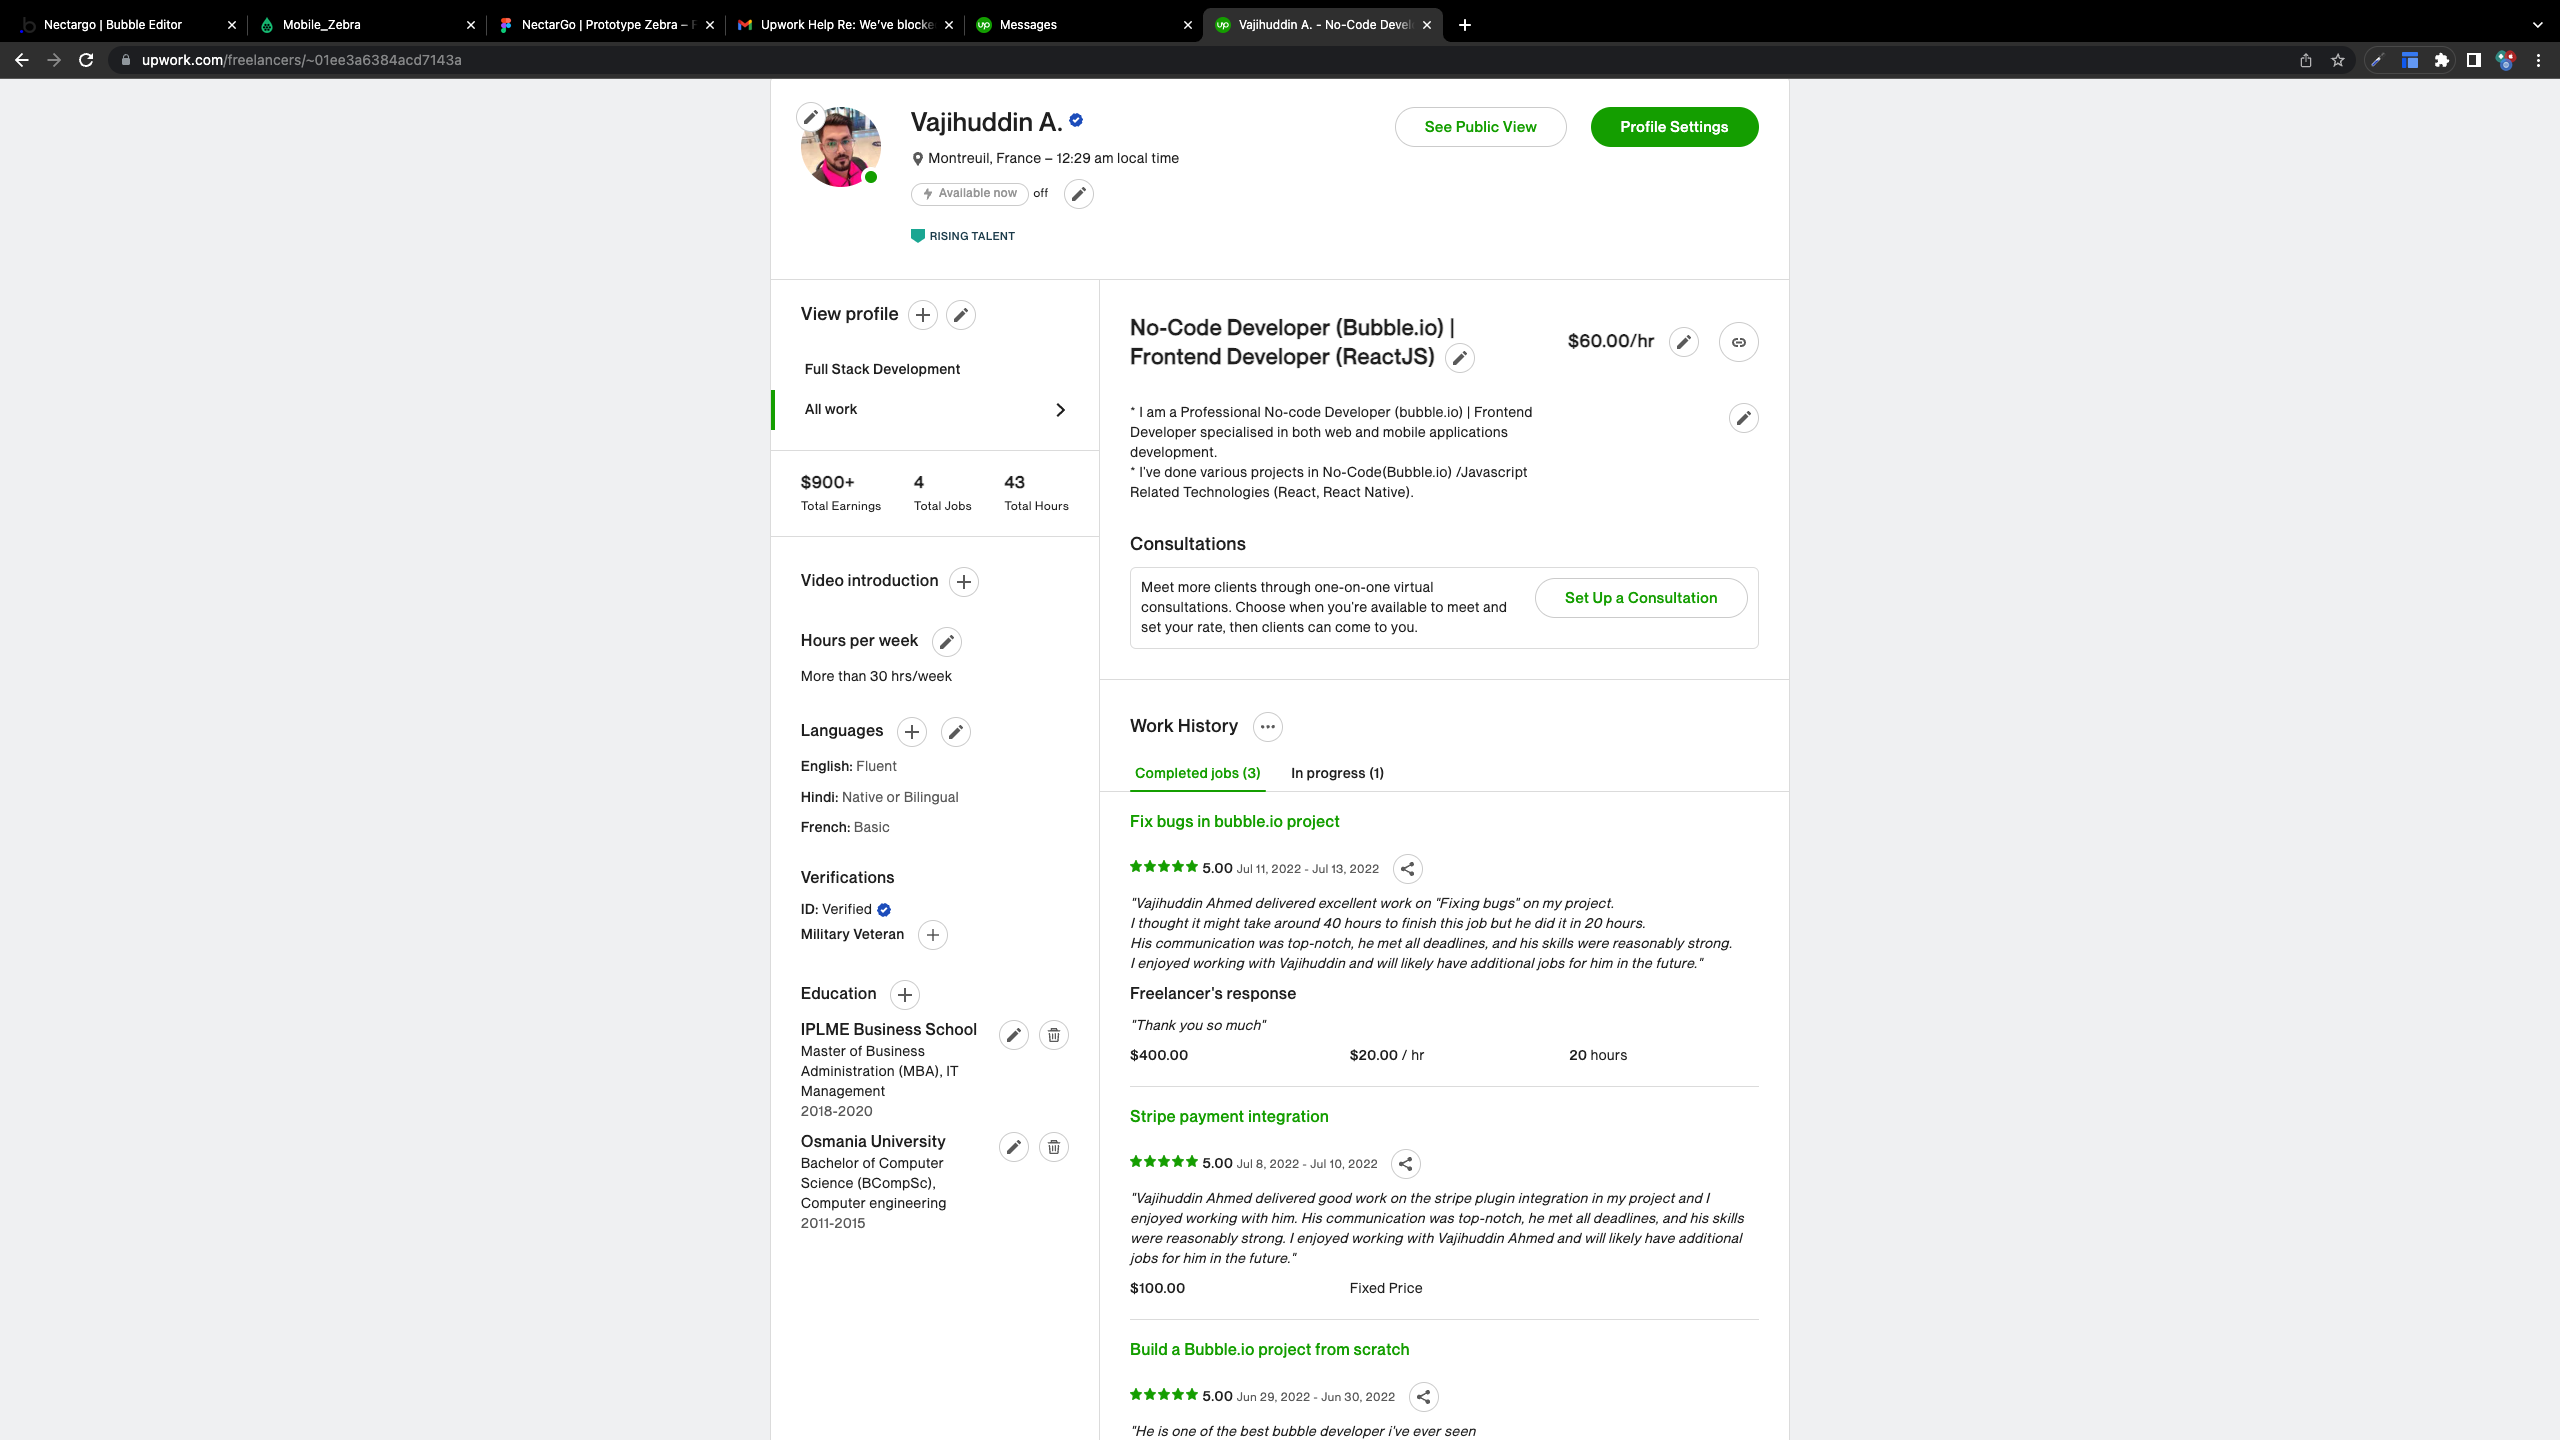 Nectargo | Bubble Editor
Mobile_Zebra
NectarGo | Prototype Zebra –
Upwork Help Re: We've blocke
Messages
Vajihuddin A. - No-Code Devel
upwork.com/freelancers/~01ee3a6384acd7143a
Vajihuddin A.
Montreuil, France – 12:29 am local time
Available now off
RISING TALENT
See Public View
Profile Settings
View profile
Full Stack Development
All work
$900+ 4 43
Total Earnings Total Jobs Total Hours
Video introduction
Hours per week
More than 30 hrs/week
Languages
English: Fluent
Hindi: Native or Bilingual
French: Basic
Verifications
ID: Verified
Military Veteran
Education
IPLME Business School
Master of Business
Administration (MBA), IT
Management
2018-2020
Osmania University
Bachelor of Computer
Science (BCompSc),
Computer engineering
2011-2015
No-Code Developer (Bubble.io) |
Frontend Developer (ReactJS)
$60.00/hr
* I am a Professional No-code Developer (bubble.io) | Frontend
Developer specialised in both web and mobile applications
development.
* I've done various projects in No-Code(Bubble.io) /Javascript
Related Technologies (React, React Native).
Consultations
Meet more clients through one-on-one virtual
consultations. Choose when you're available to meet and
set your rate, then clients can come to you.
Set Up a Consultation
Work History
Completed jobs (3) In progress (1)
Fix bugs in bubble.io project
5.00 Jul 11, 2022 - Jul 13, 2022
"Vajihuddin Ahmed delivered excellent work on "Fixing bugs" on my project.
I thought it might take around 40 hours to finish this job but he did it in 20 hours.
His communication was top-notch, he met all deadlines, and his skills were reasonably strong.
I enjoyed working with Vajihuddin and will likely have additional jobs for him in the future."
Freelancer's response
"Thank you so much"
$400.00 $20.00 / hr 20 hours
Stripe payment integration
5.00 Jul 8, 2022 - Jul 10, 2022
"Vajihuddin Ahmed delivered good work on the stripe plugin integration in my project and I
enjoyed working with him. His communication was top-notch, he met all deadlines, and his skills
were reasonably strong. I enjoyed working with Vajihuddin Ahmed and will likely have additional
jobs for him in the future."
$100.00 Fixed Price
Build a Bubble.io project from scratch
5.00 Jun 29, 2022 - Jun 30, 2022
"He is one of the best bubble developer i've ever seen